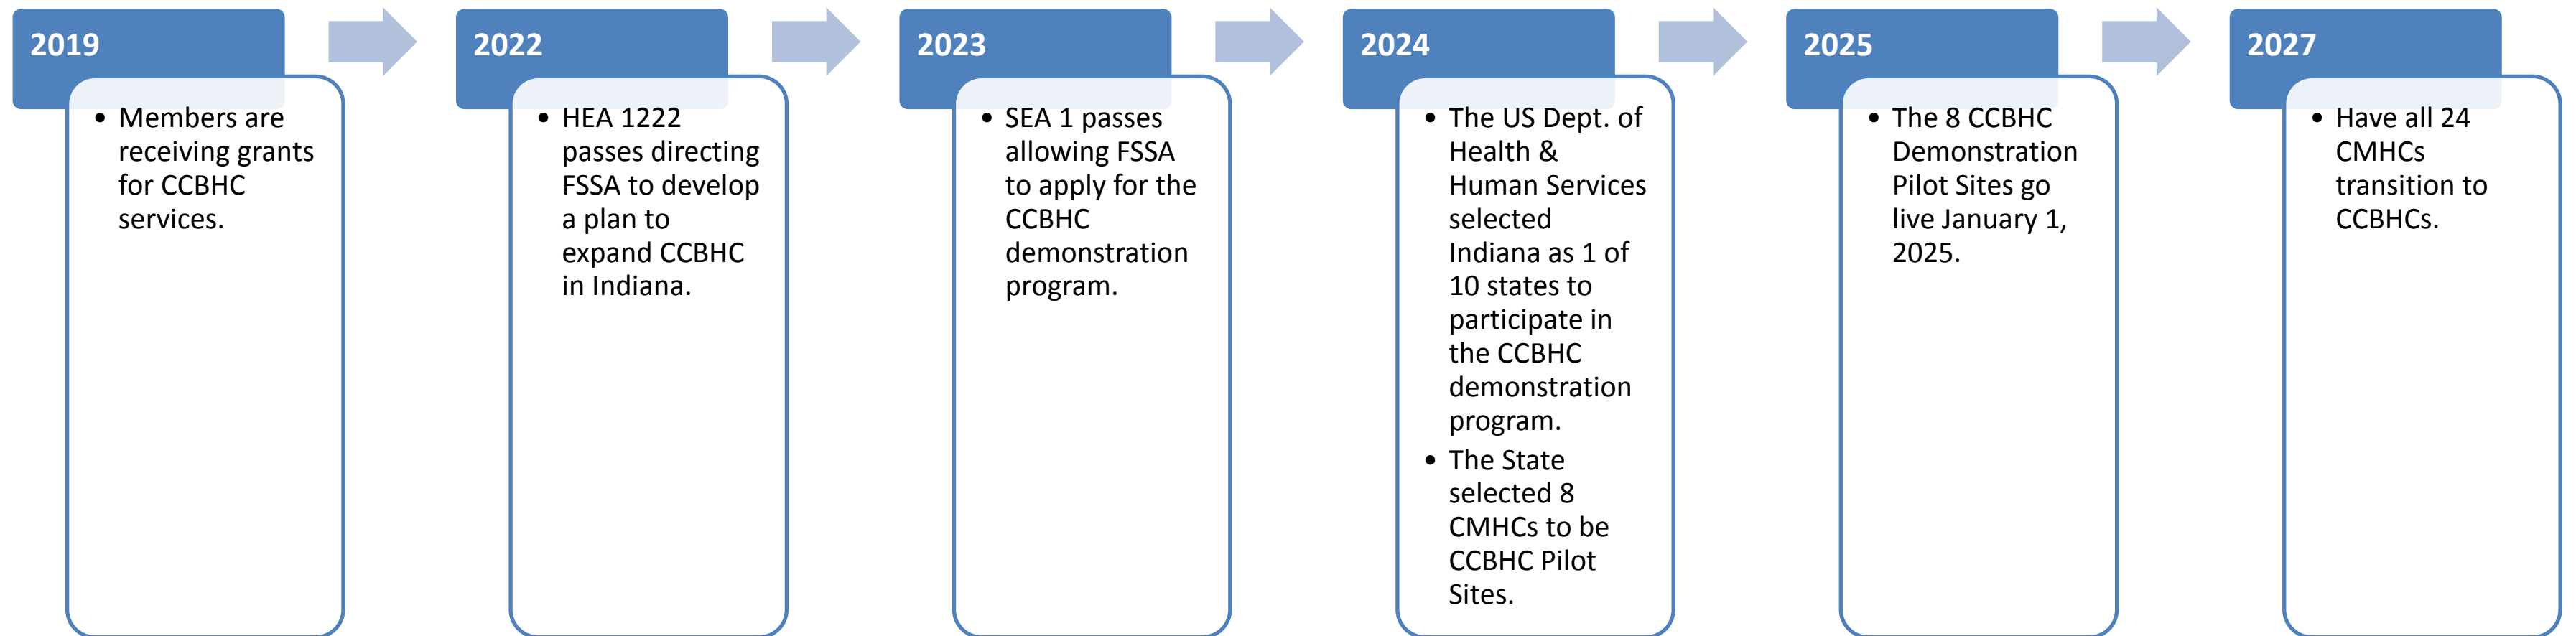 2019
• Members are
receiving grants
for CCBHC
services.
2022
• HEA 1222
passes directing
FSSA to develop
a plan to
expand CCBHC
in Indiana.
2023
• SEA 1 passes
allowing FSSA
to apply for the
CCBHC
demonstration
program.
2024
• The US Dept. of
Health &
Human Services
selected
Indiana as 1 of
10 states to
participate in
the CCBHC
demonstration
program.
• The State
selected 8
CMHCs to be
CCBHC Pilot
Sites.
2025
• The 8 CCBHC
Demonstration
Pilot Sites go
live January 1,
2025.
2027
• Have all 24
CMHCs
transition to
CCBHCs.